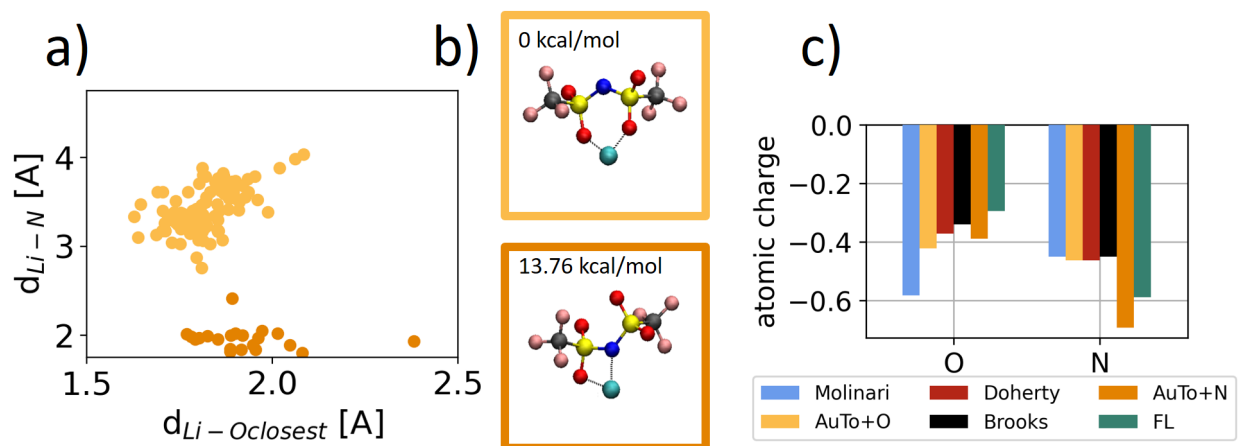 a)
4
3
2
1.5
2.0
2.5
d_{Li-N} [A]
d_{Li-Oclosest} [A]
b)
0 kcal/mol
13.76 kcal/mol
c)
0.0
−0.2
−0.4
−0.6
atomic charge
O
N
Molinari
Doherty
AuTo+N
AuTo+O
Brooks
FL